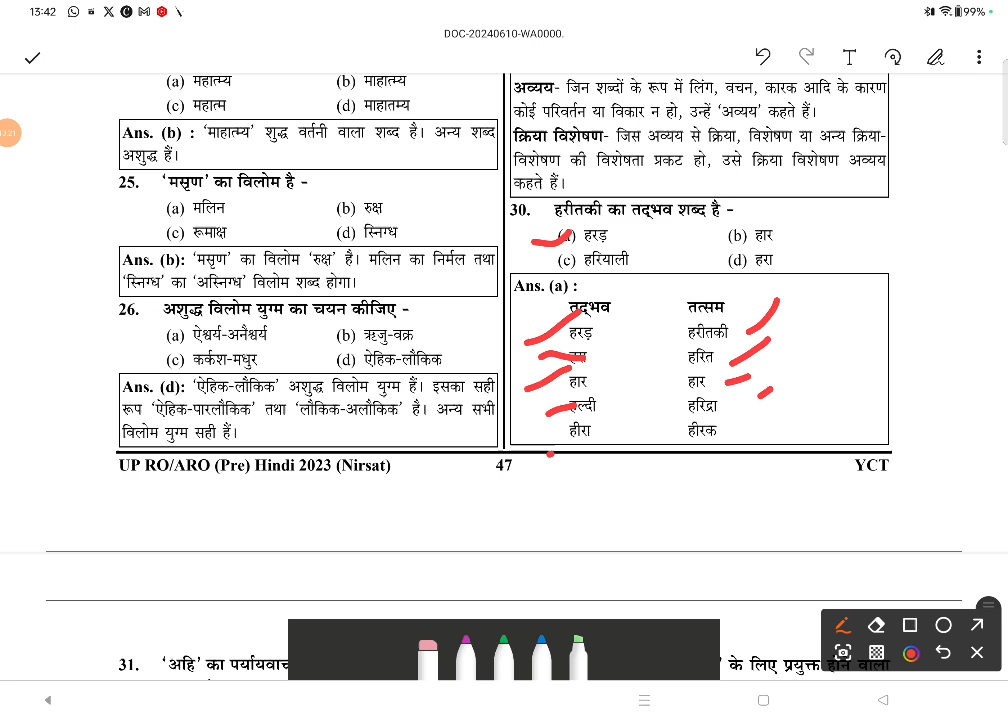 13:42
99%
DOC-20240610-WA0000.
(a) महात्म्य (b) माहात्म्य
(c) महात्म (d) माहातम्य
Ans. (b) : ‘माहात्म्य’ शुद्ध वर्तनी वाला शब्द है। अन्य शब्द
अशुद्ध हैं।
25. ‘मसृण’ का विलोम है -
(a) मलिन (b) रुक्ष
(c) रूमाक्ष (d) स्निग्ध
Ans. (b): ‘मसृण’ का विलोम ‘रुक्ष’ है। मलिन का निर्मल तथा
‘स्निग्ध’ का ‘अस्निग्ध’ विलोम शब्द होगा।
26. अशुद्ध विलोम युग्म का चयन कीजिए -
(a) ऐश्वर्य-अनैश्वर्य (b) ऋजु-वक्र
(c) कर्कश-मधुर (d) ऐहिक-लौकिक
Ans. (d): ‘ऐहिक-लौकिक’ अशुद्ध विलोम युग्म हैं। इसका सही
रूप ‘ऐहिक-पारलौकिक’ तथा ‘लौकिक-अलौकिक’ है। अन्य सभी
विलोम युग्म सही हैं।
अव्यय- जिन शब्दों के रूप में लिंग, वचन, कारक आदि के कारण
कोई परिवर्तन या विकार न हो, उन्हें ‘अव्यय’ कहते हैं।
क्रिया विशेषण- जिस अव्यय से क्रिया, विशेषण या अन्य क्रिया-
विशेषण की विशेषता प्रकट हो, उसे क्रिया विशेषण अव्यय
कहते हैं।
30. हरीतकी का तद्भव शब्द है -
(a) हरड़ (b) हार
(c) हरियाली (d) हरा
Ans. (a) :
तद्भव तत्सम
हरड़ हरीतकी
हरित
हार हार
हल्दी हरिद्रा
हीरा हीरक
UP RO/ARO (Pre) Hindi 2023 (Nirsat) 47 YCT
31. ‘अहि’ का पर्यायवाच
’ के लिए प्रयुक्त होने वाला